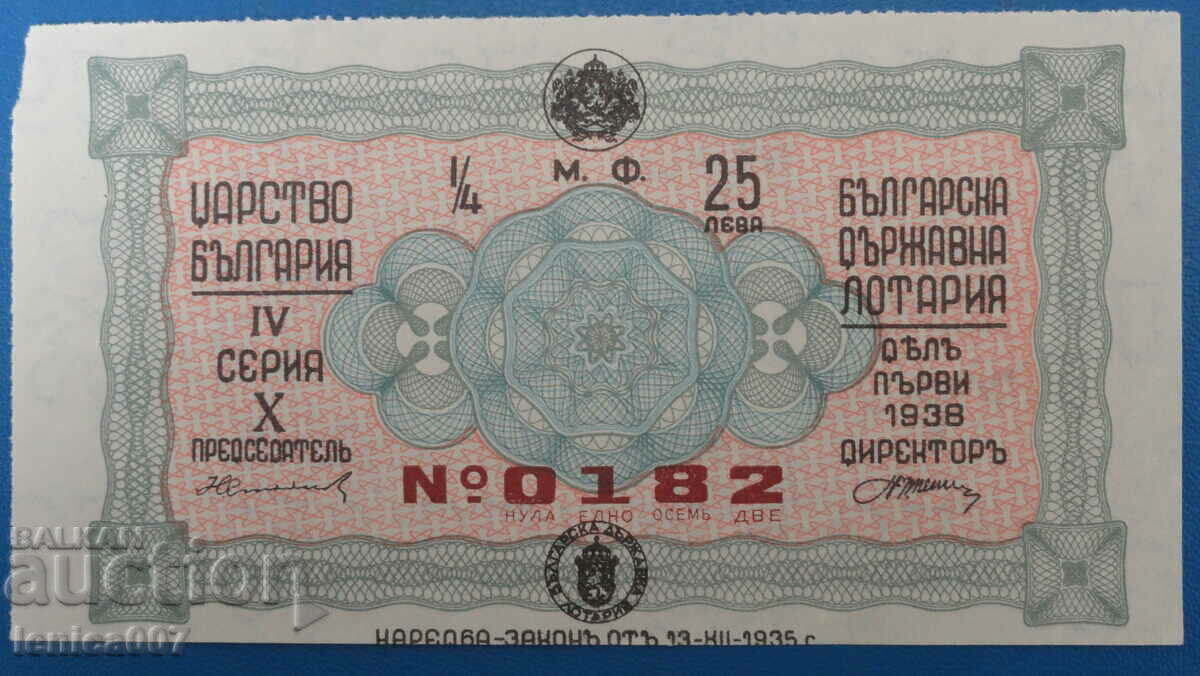 ЦАРСТВО
БЪЛГАРИЯ
IV
СЕРИЯ
X
ПРЕДСЕДАТЕЛЬ
1/4
М. Ф.
25
ЛЕВА
БЪЛГАРСКА
ДЪРЖАВНА
ЛОТАРИЯ
ДѢЛЪ
ПЪРВИ
1938
ДИРЕКТОРЪ
№ 0182
НУЛА ЕДНО ОСЕМЬ ДВЕ
БЪЛГАРСКА ДЪРЖАВНА
ЛОТАРИЯ
НАРЕДБА-ЗАКОНЪ ОТЪ 13-XII-1935 г
BALKAN
auction
lenica007